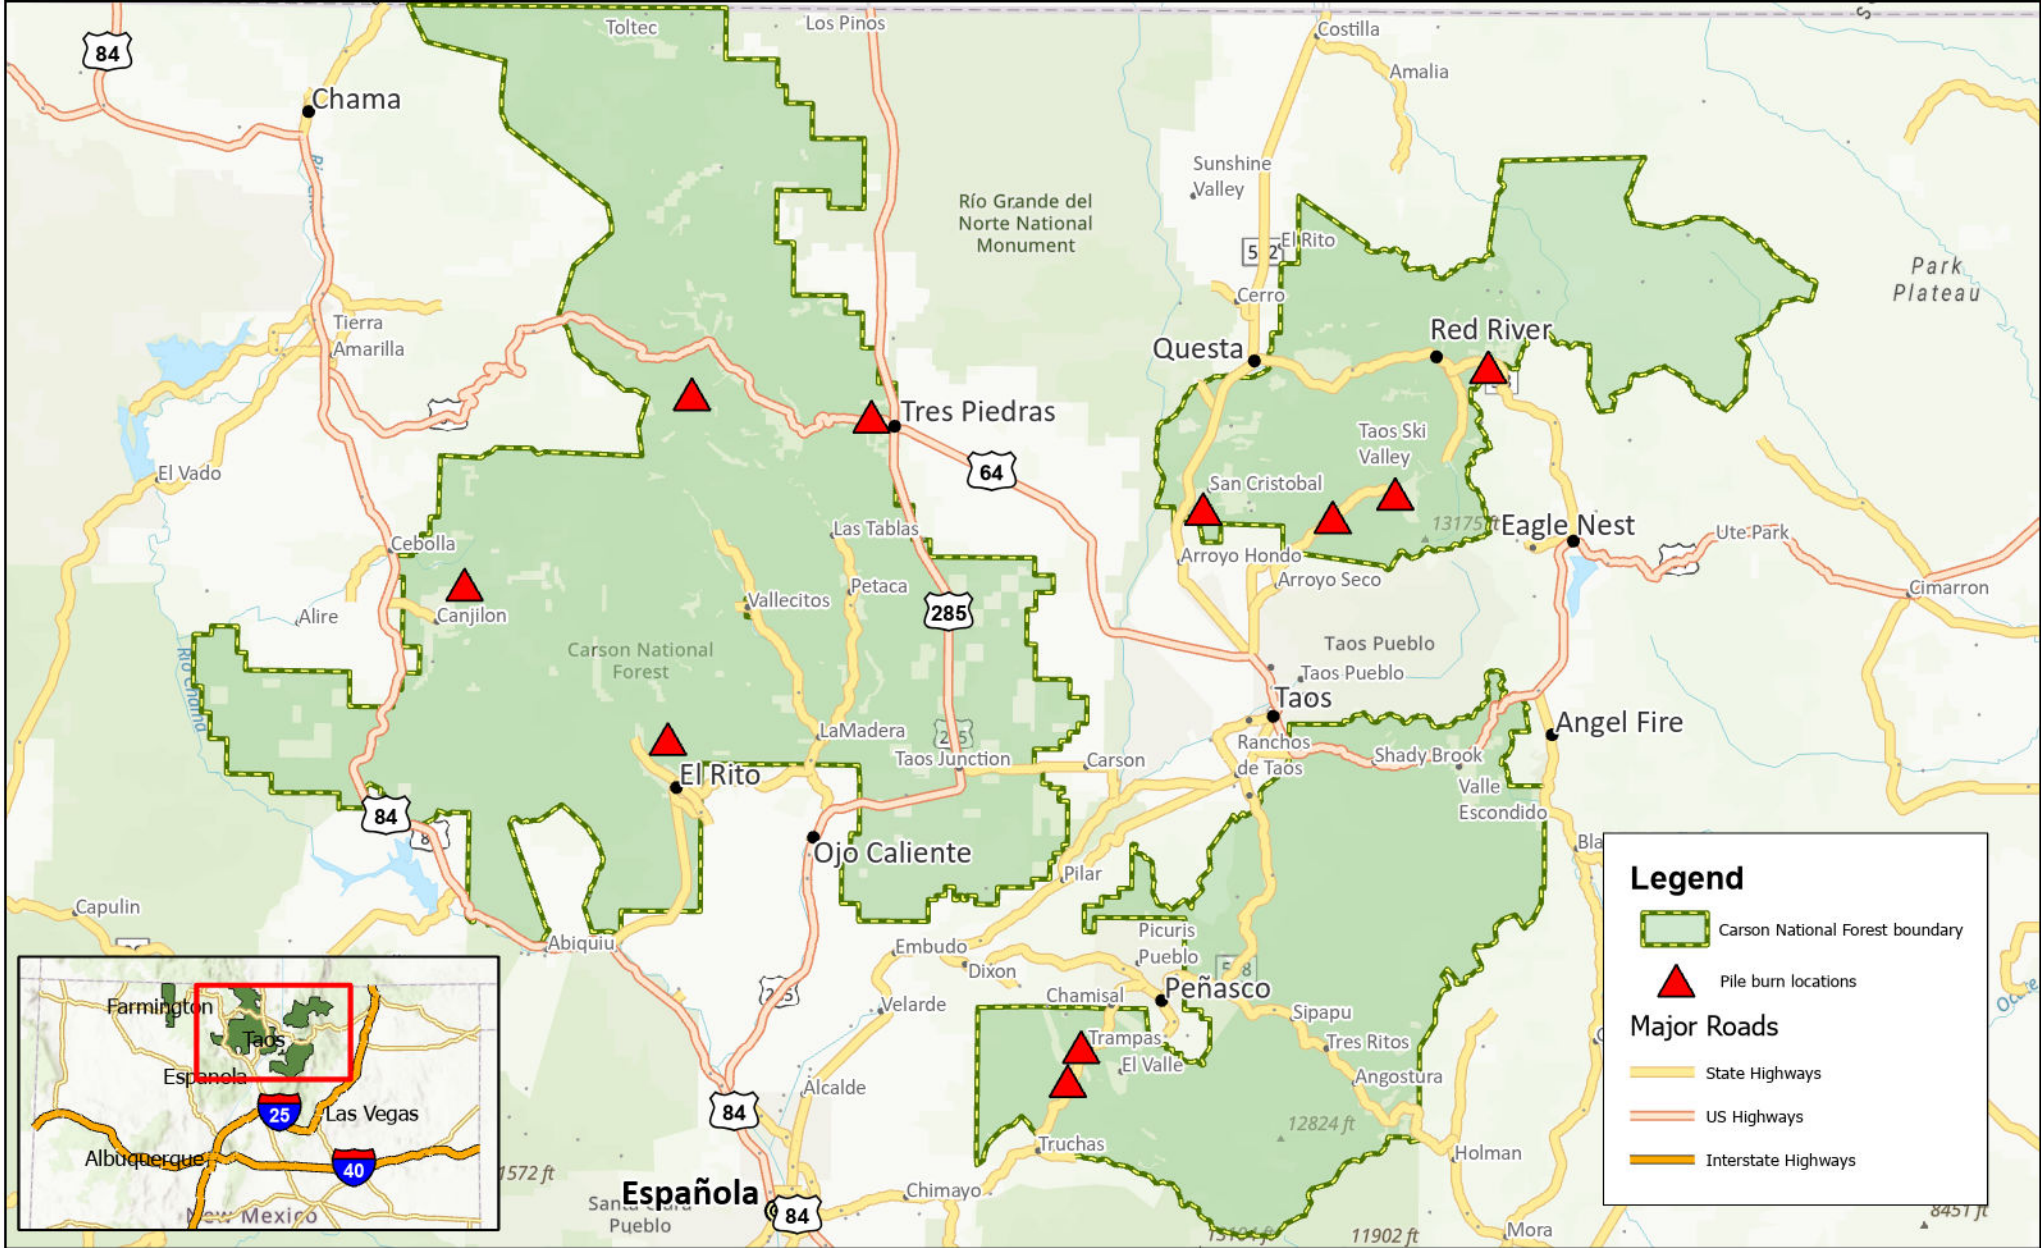 Toltec
Los Pinos
Costilla
84
Amalia
Chama
Sunshine
Valley
Río Grande del
Norte National
Monument
El Rito
Park
Plateau
Cerro
Tierra
Amarilla
Red River
Questa
Tres Piedras
Taos Ski
Valley
64
El Vado
San Cristobal
13175 ft
Eagle Nest
Las Tablas
Ute Park
Cebolla
Arroyo Hondo
Arroyo Seco
Petaca
Cimarron
Vallecitos
285
Alire
Canjilon
Carson National
Forest
Taos Pueblo
Taos Pueblo
Río Chama
Taos
Angel Fire
LaMadera
Ranchos
de Taos
Taos Junction
Carson
Shady Brook
El Rito
Valle
Escondido
84
Ojo Caliente
Pilar
Capulin
Abiquiu
Embudo
Picuris
Pueblo
Dixon
Peñasco
Chamisal
Velarde
Sipapu
Trampas
Tres Ritos
El Valle
Angostura
Alcalde
84
12824 ft
Truchas
Holman
Española
Chimayo
84
Pueblo
11902 ft
Mora
8451 ft
Farmington
Taos
Espanola
25
Las Vegas
Albuquerque
40
New Mexico
Legend
Carson National Forest boundary
Pile burn locations
Major Roads
State Highways
US Highways
Interstate Highways